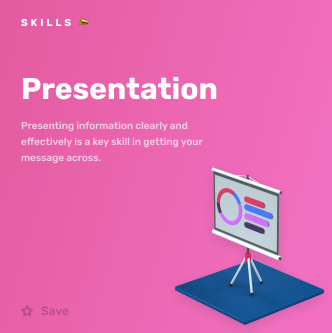 SKILLS
Presentation
Presenting information clearly and
effectively is a key skill in getting your
message across.
Save